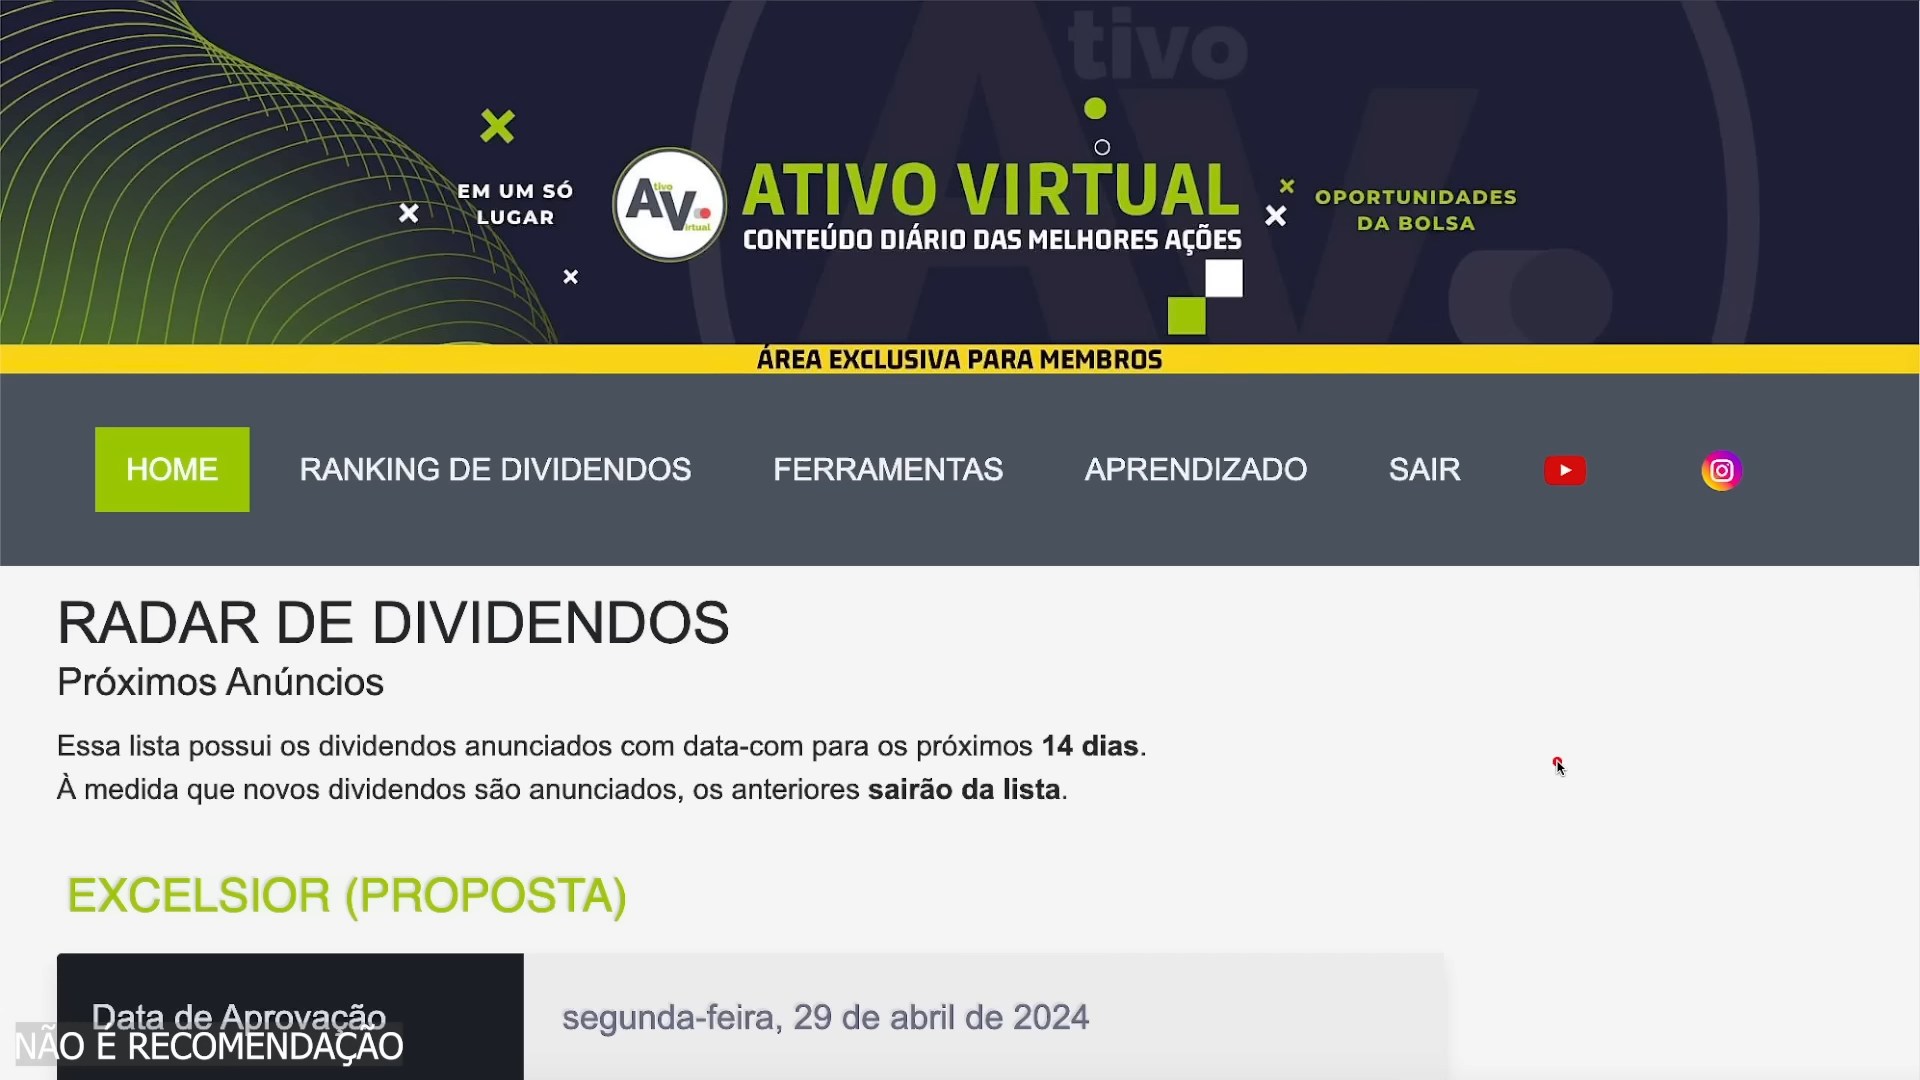 tivo
EM UM SÓ
LUGAR
Ativo
Virtual
ATIVO VIRTUAL
CONTEÚDO DIÁRIO DAS MELHORES AÇÕES
OPORTUNIDADES
DA BOLSA
ÁREA EXCLUSIVA PARA MEMBROS
HOME RANKING DE DIVIDENDOS FERRAMENTAS APRENDIZADO SAIR
RADAR DE DIVIDENDOS
Próximos Anúncios
Essa lista possui os dividendos anunciados com data-com para os próximos 14 dias.
À medida que novos dividendos são anunciados, os anteriores sairão da lista.
EXCELSIOR (PROPOSTA)
Data de Aprovação segunda-feira, 29 de abril de 2024
NÃO É RECOMENDAÇÃO